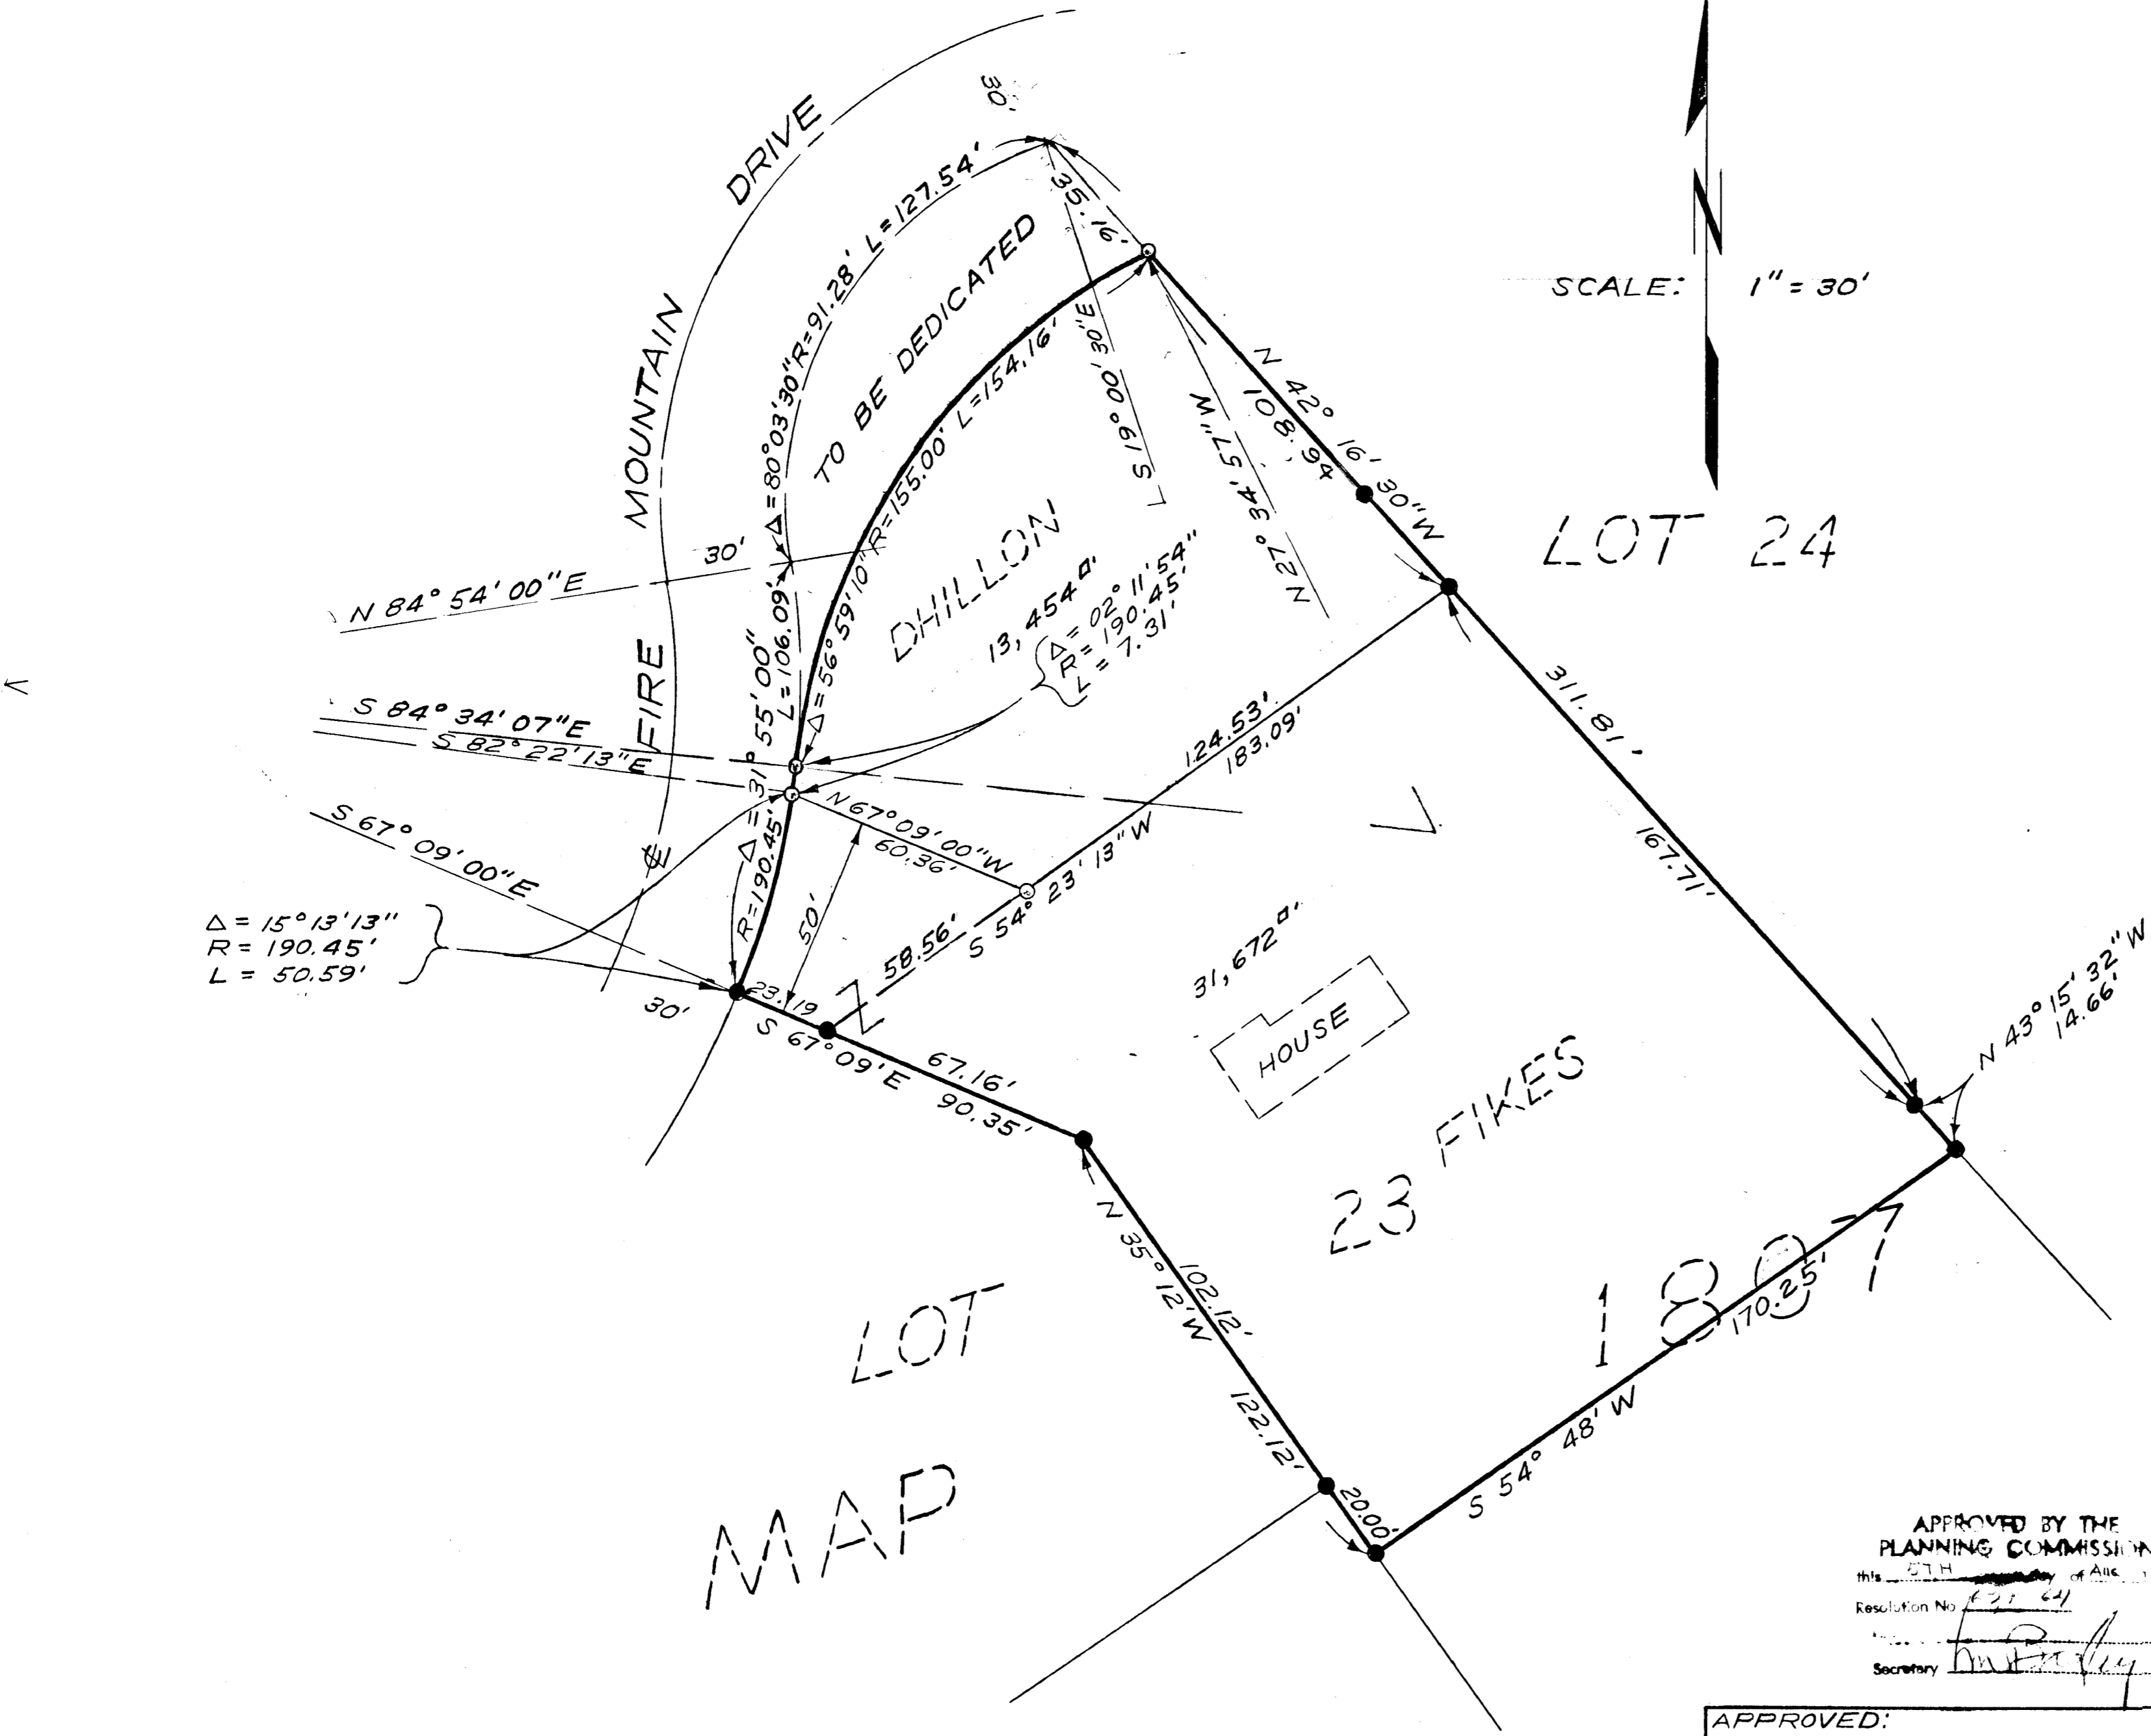 SCALE: 1" = 30'
N
MOUNTAIN
DRIVE
FIRE
30'
35.16'
Δ=80°03'30" R=91.28' L=127.54'
TO BE DEDICATED
Δ=56°59'10" R=155.00' L=154.16'
S 19° 00' 30" E
N 27° 34' 57" W
N 42° 16' 30" W
108.94
LOT 24
30'
N 84° 54' 00" E
DHILLON
13,454□'
Δ = 02° 11' 54"
R = 190.45'
L = 7.31'
L=106.09'
Δ = 31° 55' 00"
R=190.45'
S 84° 34' 07" E
S 82° 22' 13" E
S 67° 09' 00" E
℄
N 67° 09' 00" W
60.36'
50'
124.53'
183.09'
S 54° 23' 13" W
58.56'
311.81'
167.71'
Δ = 15°13'13"
R = 190.45'
L = 50.59'
30'
23.19
S 67°09' E
67.16'
90.35'
31,672□'
HOUSE
N 43° 15' 32" W
14.66'
23
FIKES
N 35° 12' W
102.12'
122.12'
20.00'
1807
170.25'
S 54° 48' W
LOT
MAP
APPROVED BY THE
PLANNING COMMISSION
this 5TH day of
Resolution No
Secretary
APPROVED: